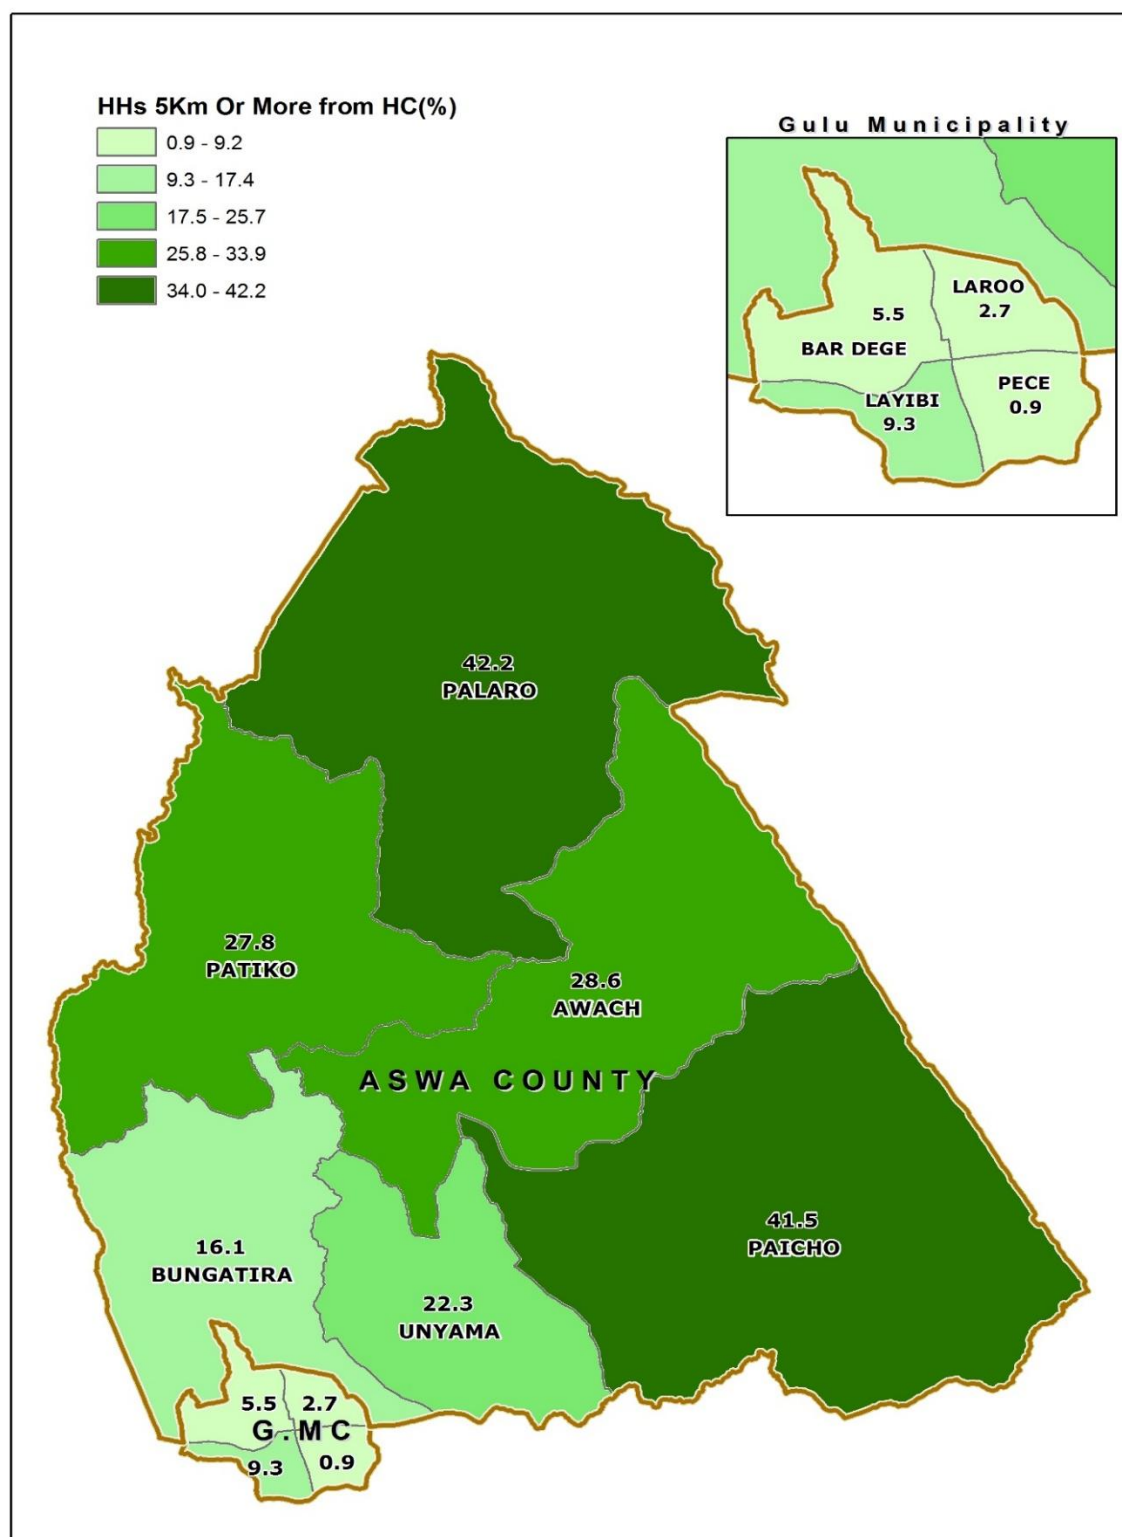 HHs 5Km Or More from HC(%)
0.9 - 9.2
9.3 - 17.4
17.5 - 25.7
25.8 - 33.9
34.0 - 42.2
Gulu Municipality
LAROO
2.7
5.5
BAR DEGE
PECE
0.9
LAYIBI
9.3
42.2
PALARO
27.8
PATIKO
28.6
AWACH
ASWA COUNTY
41.5
PAICHO
16.1
BUNGATIRA
22.3
UNYAMA
5.5 2.7
G.MC
9.3 0.9